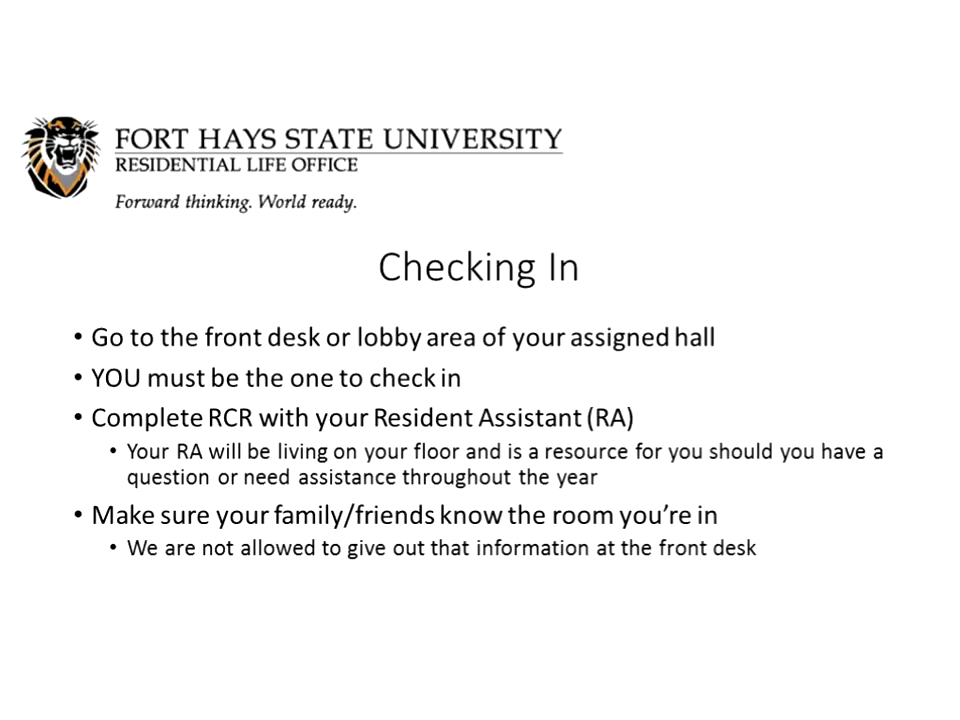 FORT HAYS STATE UNIVERSITY
RESIDENTIAL LIFE OFFICE
Forward thinking. World ready.
Checking In
• Go to the front desk or lobby area of your assigned hall
• YOU must be the one to check in
• Complete RCR with your Resident Assistant (RA)
• Your RA will be living on your floor and is a resource for you should you have a
question or need assistance throughout the year
• Make sure your family/friends know the room you're in
• We are not allowed to give out that information at the front desk